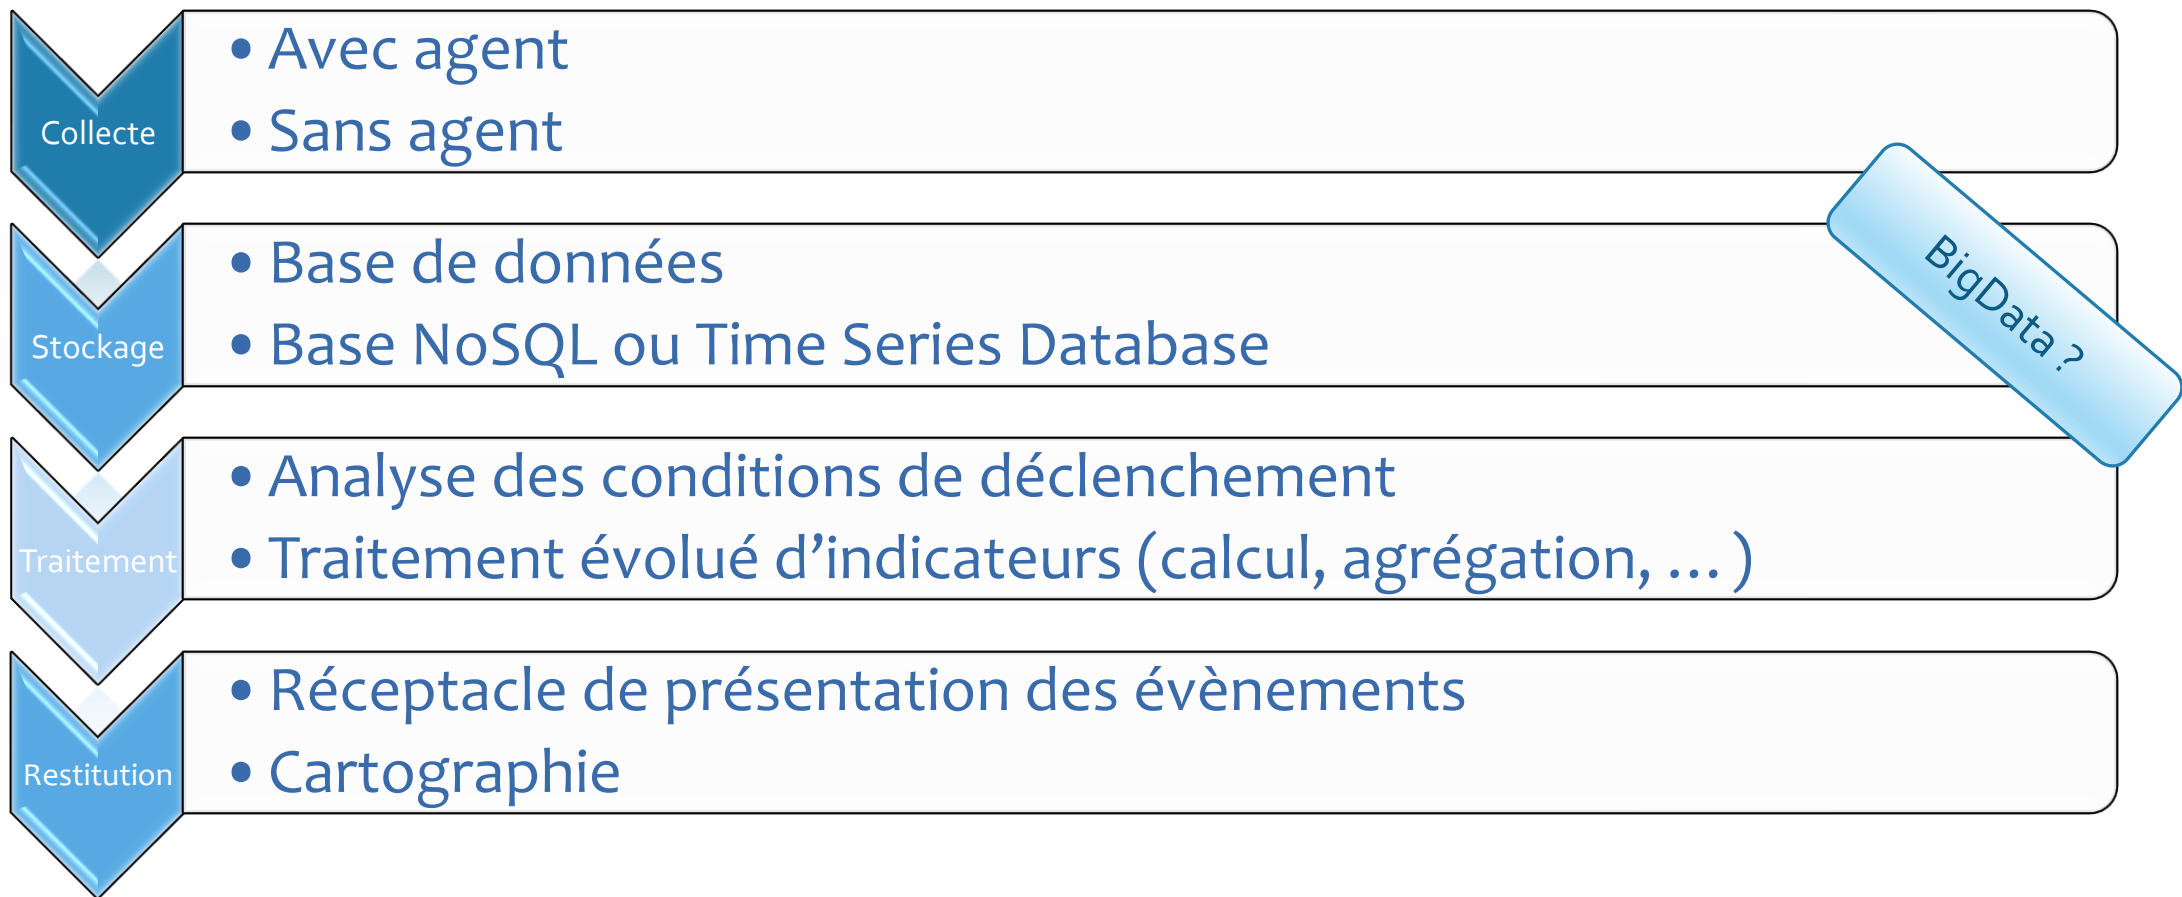 Collecte
• Avec agent
• Sans agent
Stockage
• Base de données
• Base NoSQL ou Time Series Database
BigData ?
Traitement
• Analyse des conditions de déclenchement
• Traitement évolué d’indicateurs (calcul, agrégation, … )
Restitution
• Réceptacle de présentation des évènements
• Cartographie